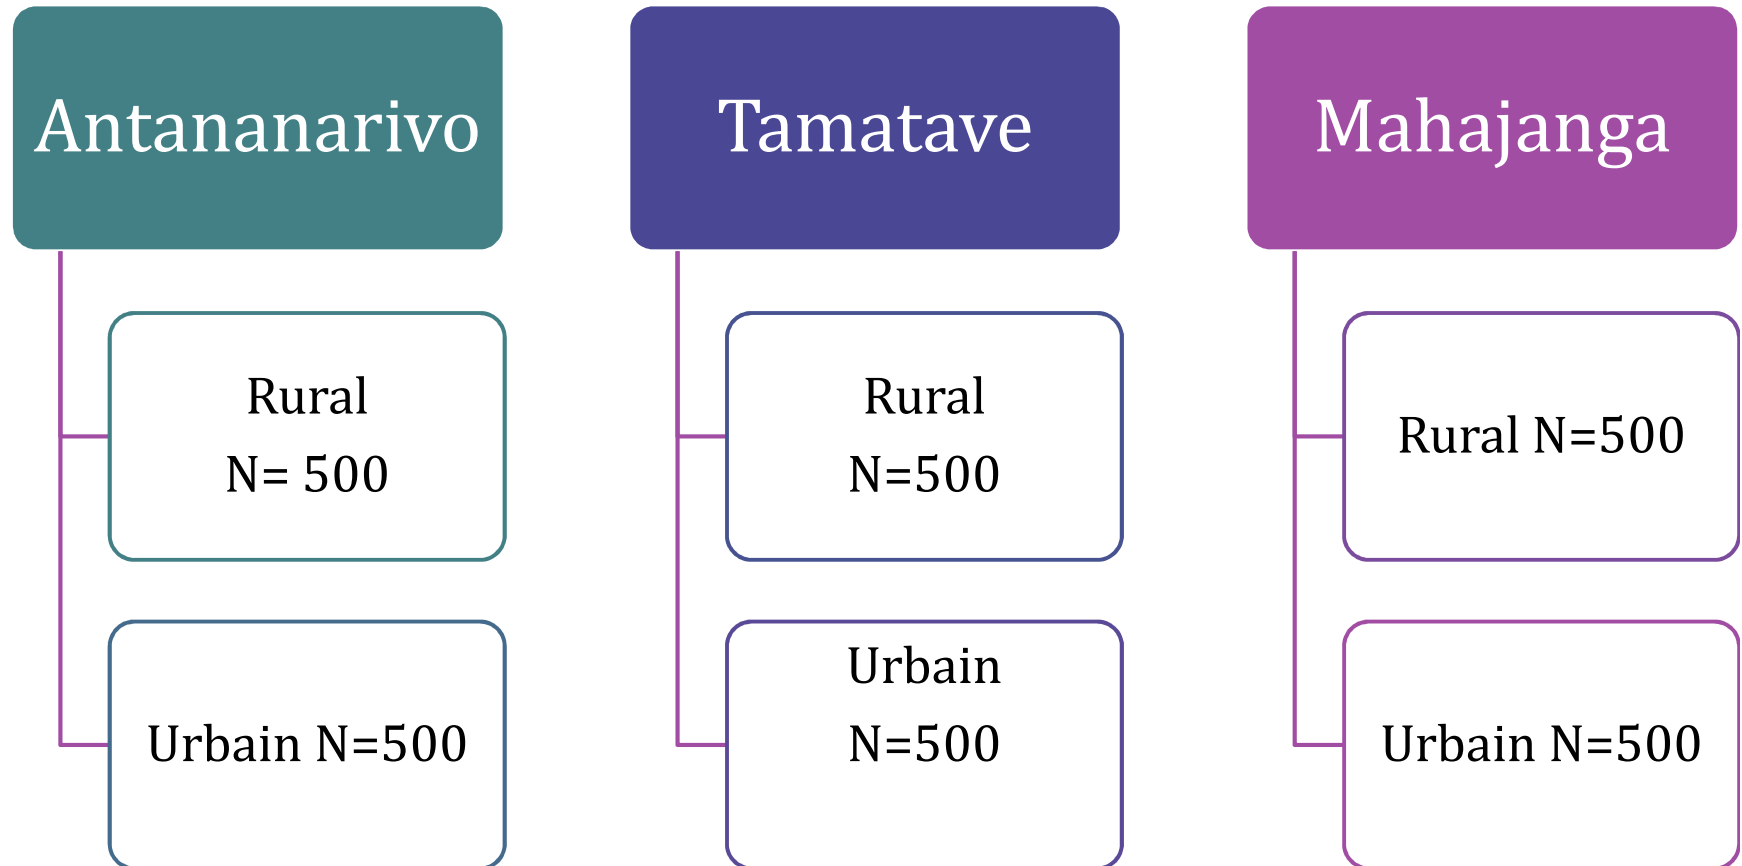 Antananarivo
Rural
N= 500
Urbain N=500
Tamatave
Rural
N=500
Urbain
N=500
Mahajanga
Rural N=500
Urbain N=500